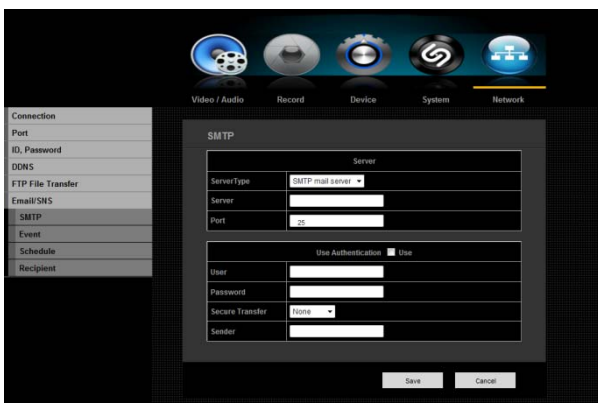 Video / Audio Record Device System Network
Connection
Port
ID, Password
DDNS
FTP File Transfer
Email/SNS
SMTP
Event
Schedule
Recipient
SMTP
Server
ServerType SMTP mail server
Server
Port 25
Use Authentication Use
User
Password
Secure Transfer None
Sender
Save Cancel